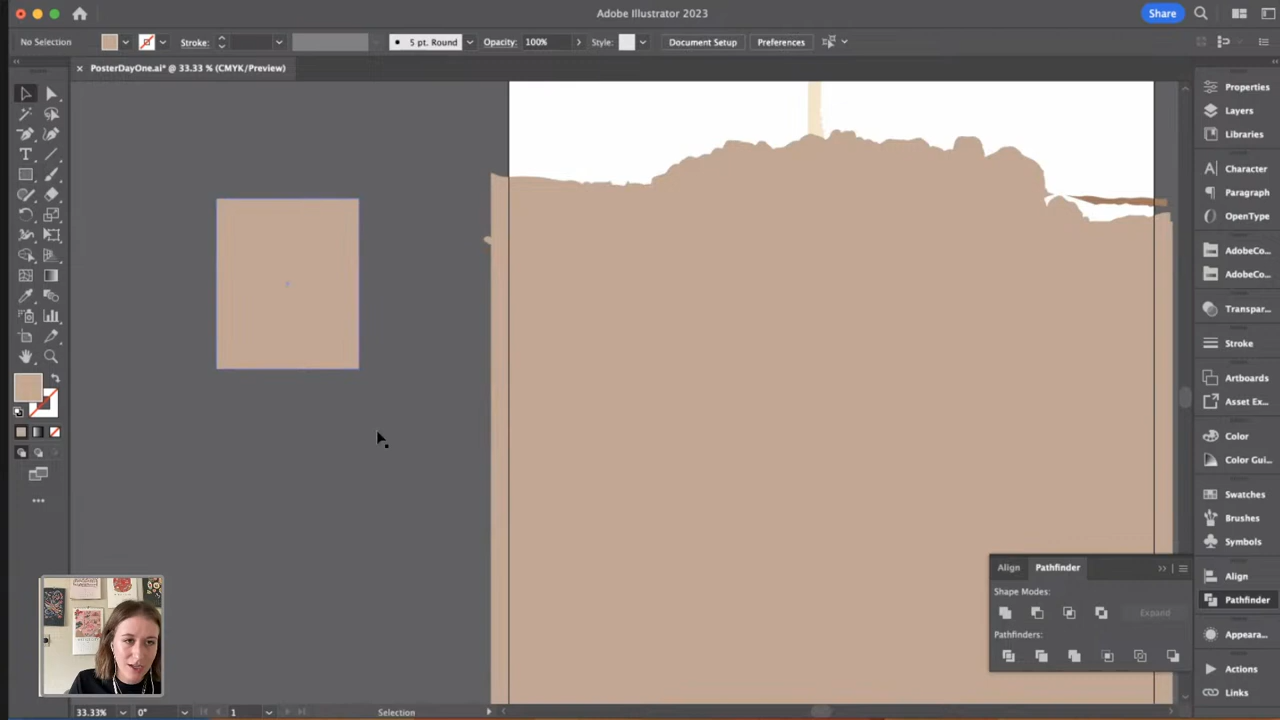 Adobe Illustrator 2023
Share
No Selection
Stroke:
5 pt. Round
Opacity:
100%
Style:
Document Setup
Preferences
× PosterDayOne.ai* @ 33.33 % (CMYK/Preview)
Properties
Layers
Libraries
Character
Paragraph
OpenType
AdobeCo...
AdobeCo...
Transpar...
Stroke
Artboards
Asset Ex...
Color
Color Gui...
Swatches
Brushes
Symbols
Align
Pathfinder
Appeara...
Actions
Links
Align
Pathfinder
Shape Modes:
Expand
Pathfinders:
33.33%
0°
1
Selection